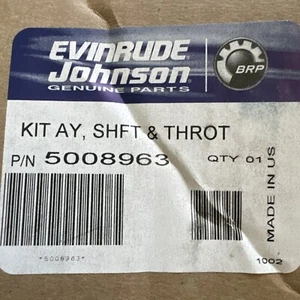 EVINRUDE
Johnson
GENUINE PARTS
BRP
KIT AY, SHFT & THROT
P/N 5008963 QTY 01
MADE IN US
*5008963*
1002